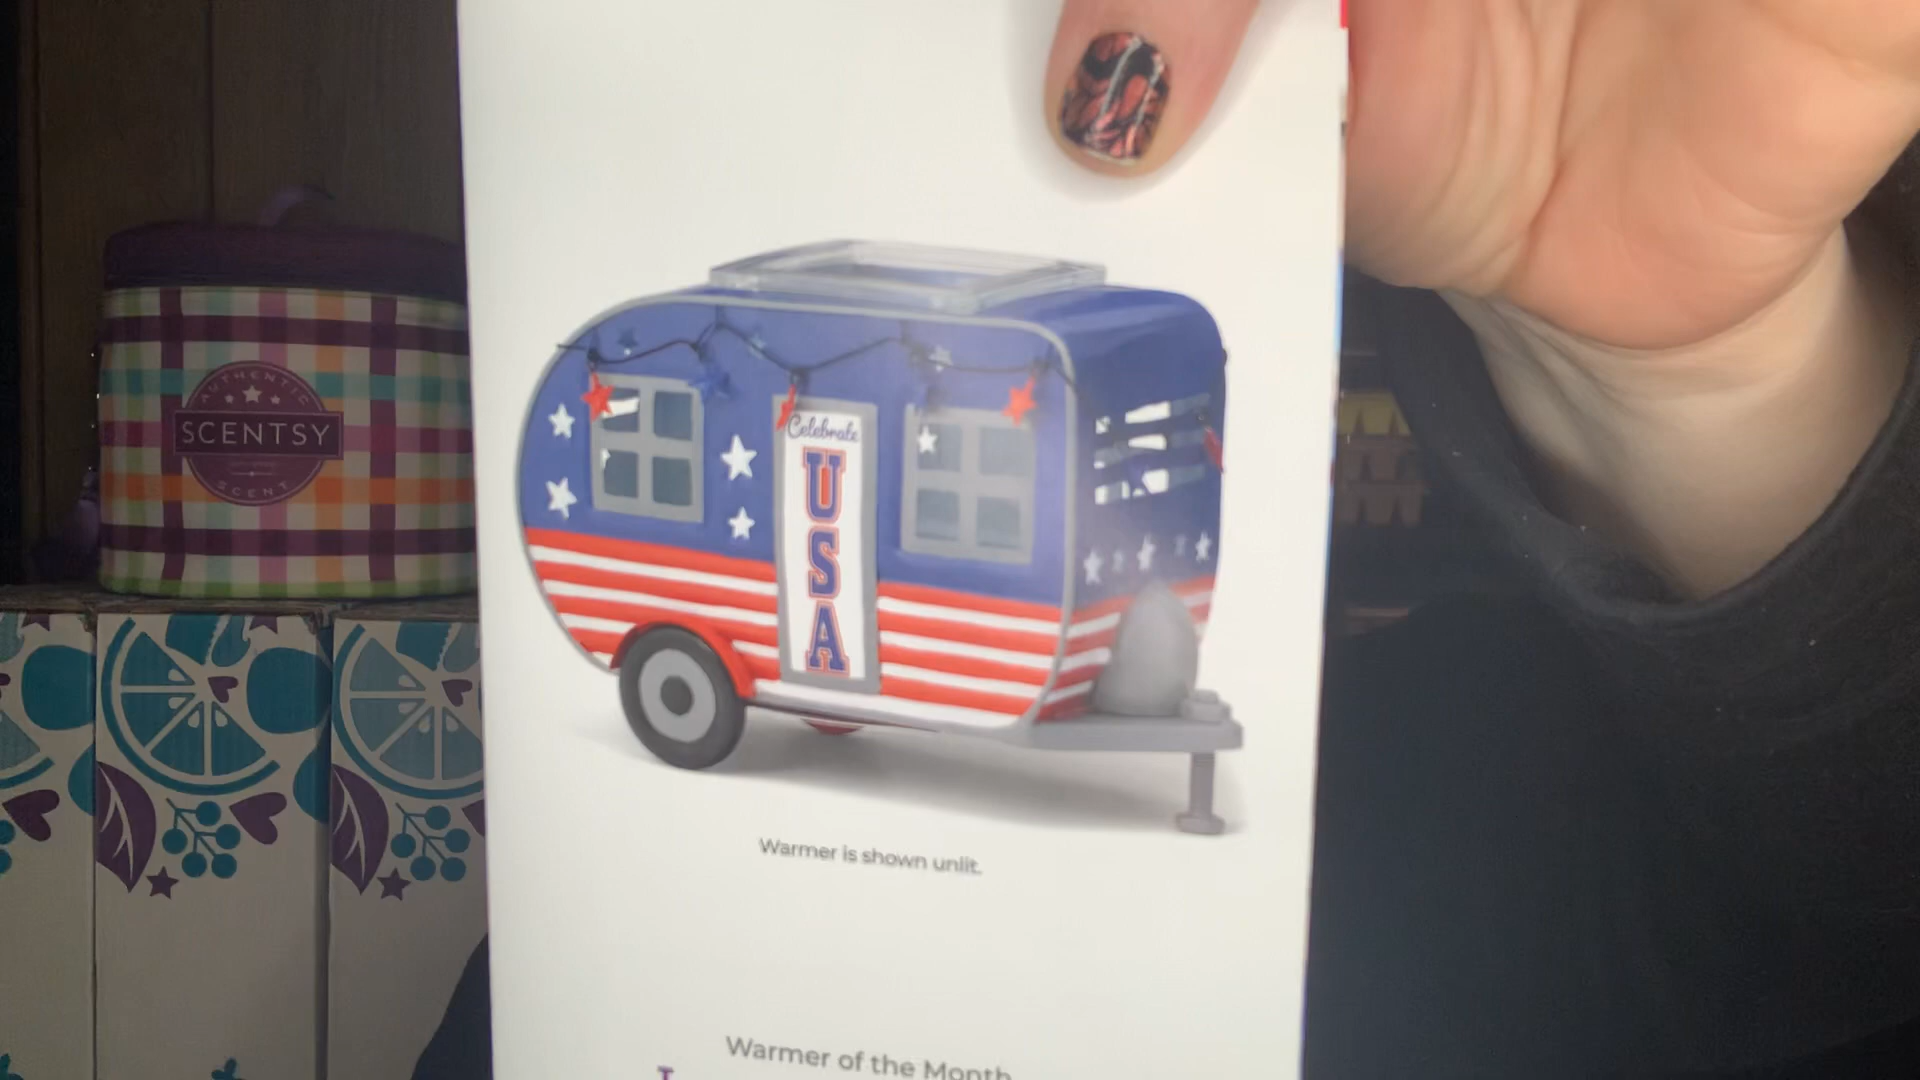 AUTHENTIC
SCENTSY
SCENT
Celebrate
USA
Warmer is shown unlit.
Warmer of the Month